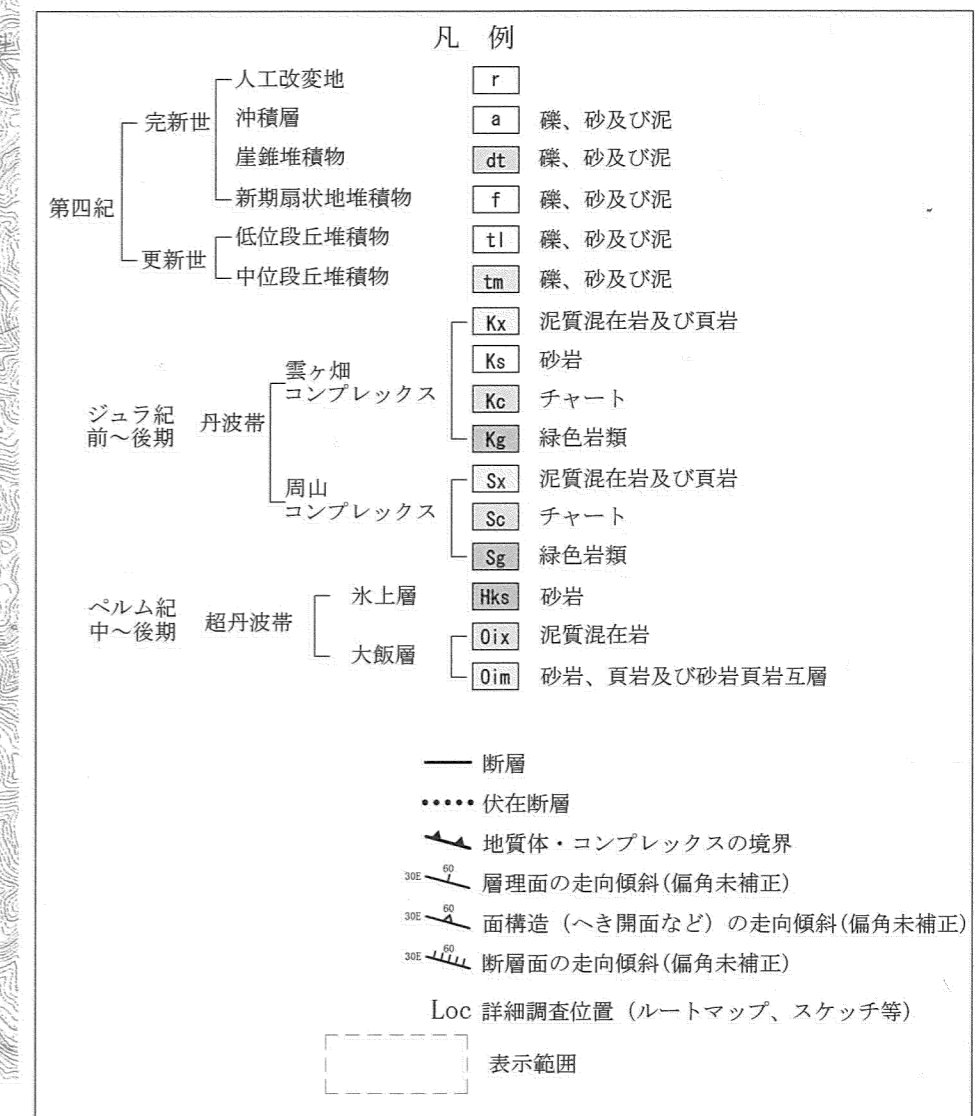 凡 例
人工改変地 r
完新世 沖積層 a 礫、砂及び泥
崖錐堆積物 dt 礫、砂及び泥
第四紀 新期扇状地堆積物 f 礫、砂及び泥
低位段丘堆積物 tl 礫、砂及び泥
更新世
中位段丘堆積物 tm 礫、砂及び泥
Kx 泥質混在岩及び頁岩
雲ヶ畑
コンプレックス
Ks 砂岩
ジュラ紀
前~後期
丹波帯
Kc チャート
Kg 緑色岩類
周山
コンプレックス
Sx 泥質混在岩及び頁岩
Sc チャート
Sg 緑色岩類
ペルム紀
中~後期
超丹波帯
氷上層 Hks 砂岩
大飯層
Oix 泥質混在岩
Oim 砂岩、頁岩及び砂岩頁岩互層
断層
伏在断層
地質体・コンプレックスの境界
30E 60 層理面の走向傾斜(偏角未補正)
30E 60 面構造(へき開面など)の走向傾斜(偏角未補正)
30E 60 断層面の走向傾斜(偏角未補正)
Loc 詳細調査位置(ルートマップ、スケッチ等)
表示範囲